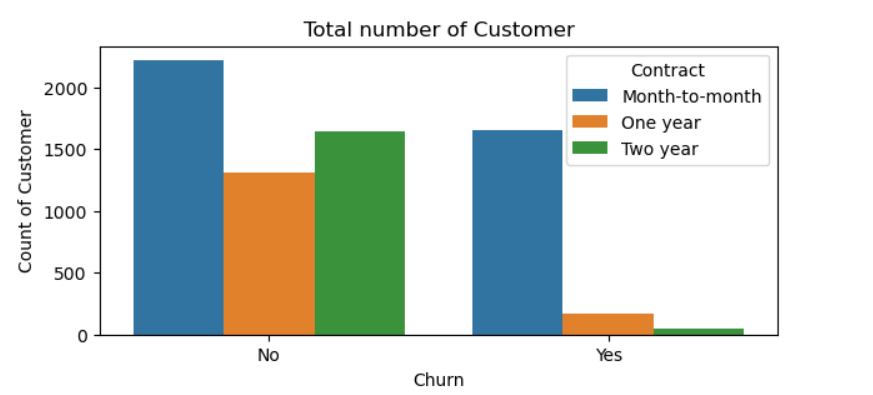 Total number of Customer
Count of Customer
2000
1500
1000
500
0
Contract
Month-to-month
One year
Two year
No
Yes
Churn